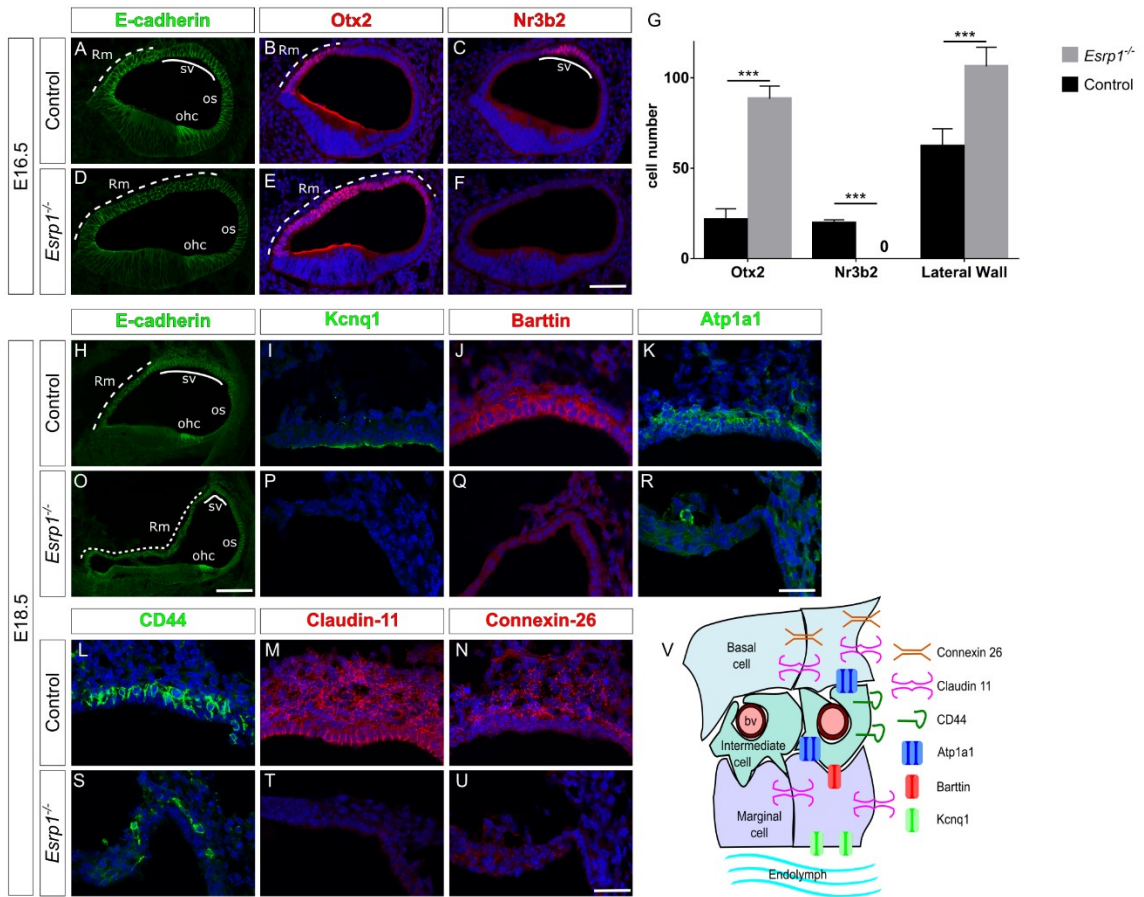 E-cadherin Otx2 Nr3b2 G
E16.5
Control
A Rm sv os ohc
B Rm
C sv
Esrp1-/-
D Rm os ohc
E Rm
F
cell number
100
50
0
*** *** ***
0
Otx2 Nr3b2 Lateral Wall
Esrp1-/-
Control
E-cadherin Kcnq1 Barttin Atp1a1
E18.5
Control
H Rm sv os ohc
I
J
K
Esrp1-/-
O Rm sv os ohc
P
Q
R
CD44 Claudin-11 Connexin-26
Control
L
M
N
Esrp1-/-
S
T
U
V
Basal cell
bv
Intermediate cell
Marginal cell
Endolymph
Connexin 26
Claudin 11
CD44
Atp1a1
Barttin
Kcnq1